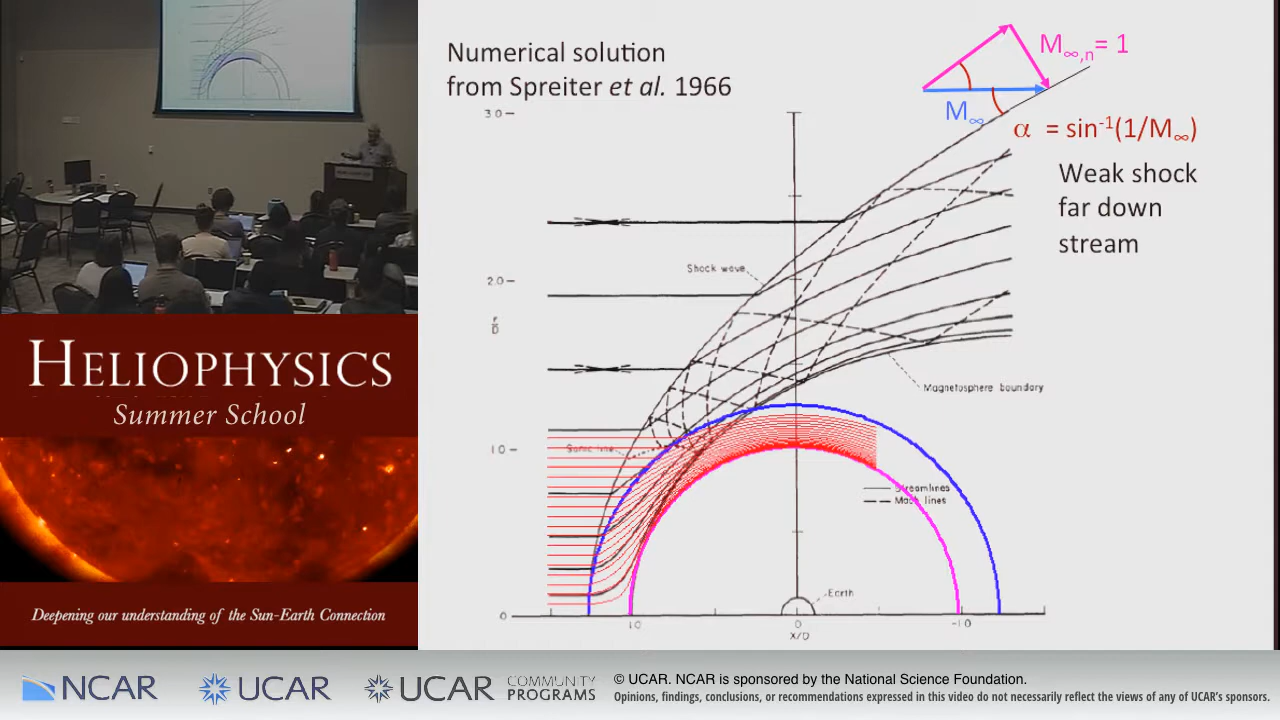 Numerical solution
from Spreiter et al. 1966
M∞,n = 1
M∞
α = sin-1(1/M∞)
Weak shock
far down
stream
3.0
2.0
1.0
0
r/D
Shock wave
Sonic line
Magnetosphere boundary
Streamlines
Mach lines
Earth
1.0
0
-1.0
X/D
HELIOPHYSICS
Summer School
Deepening our understanding of the Sun-Earth Connection
NCAR
UCAR
UCAR COMMUNITY PROGRAMS
© UCAR. NCAR is sponsored by the National Science Foundation.
Opinions, findings, conclusions, or recommendations expressed in this video do not necessarily reflect the views of any of UCAR's sponsors.